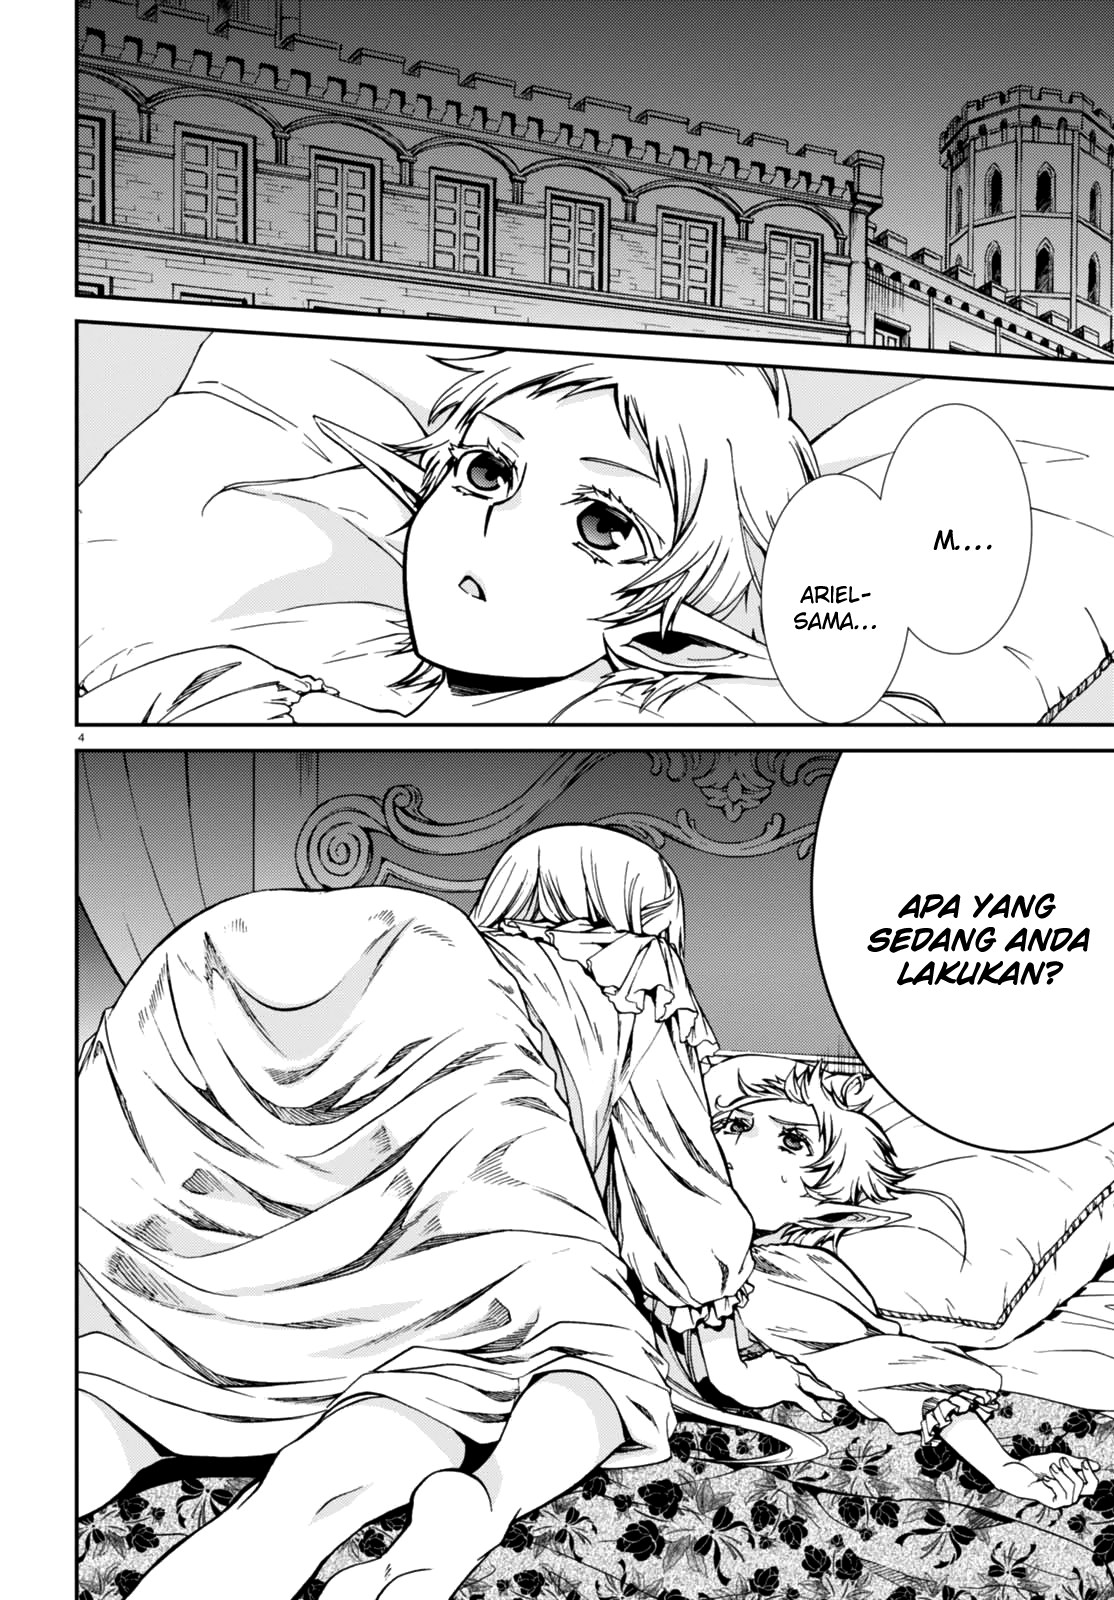 M....
ARIEL-
SAMA...
4
APA YANG
SEDANG ANDA
LAKUKAN?